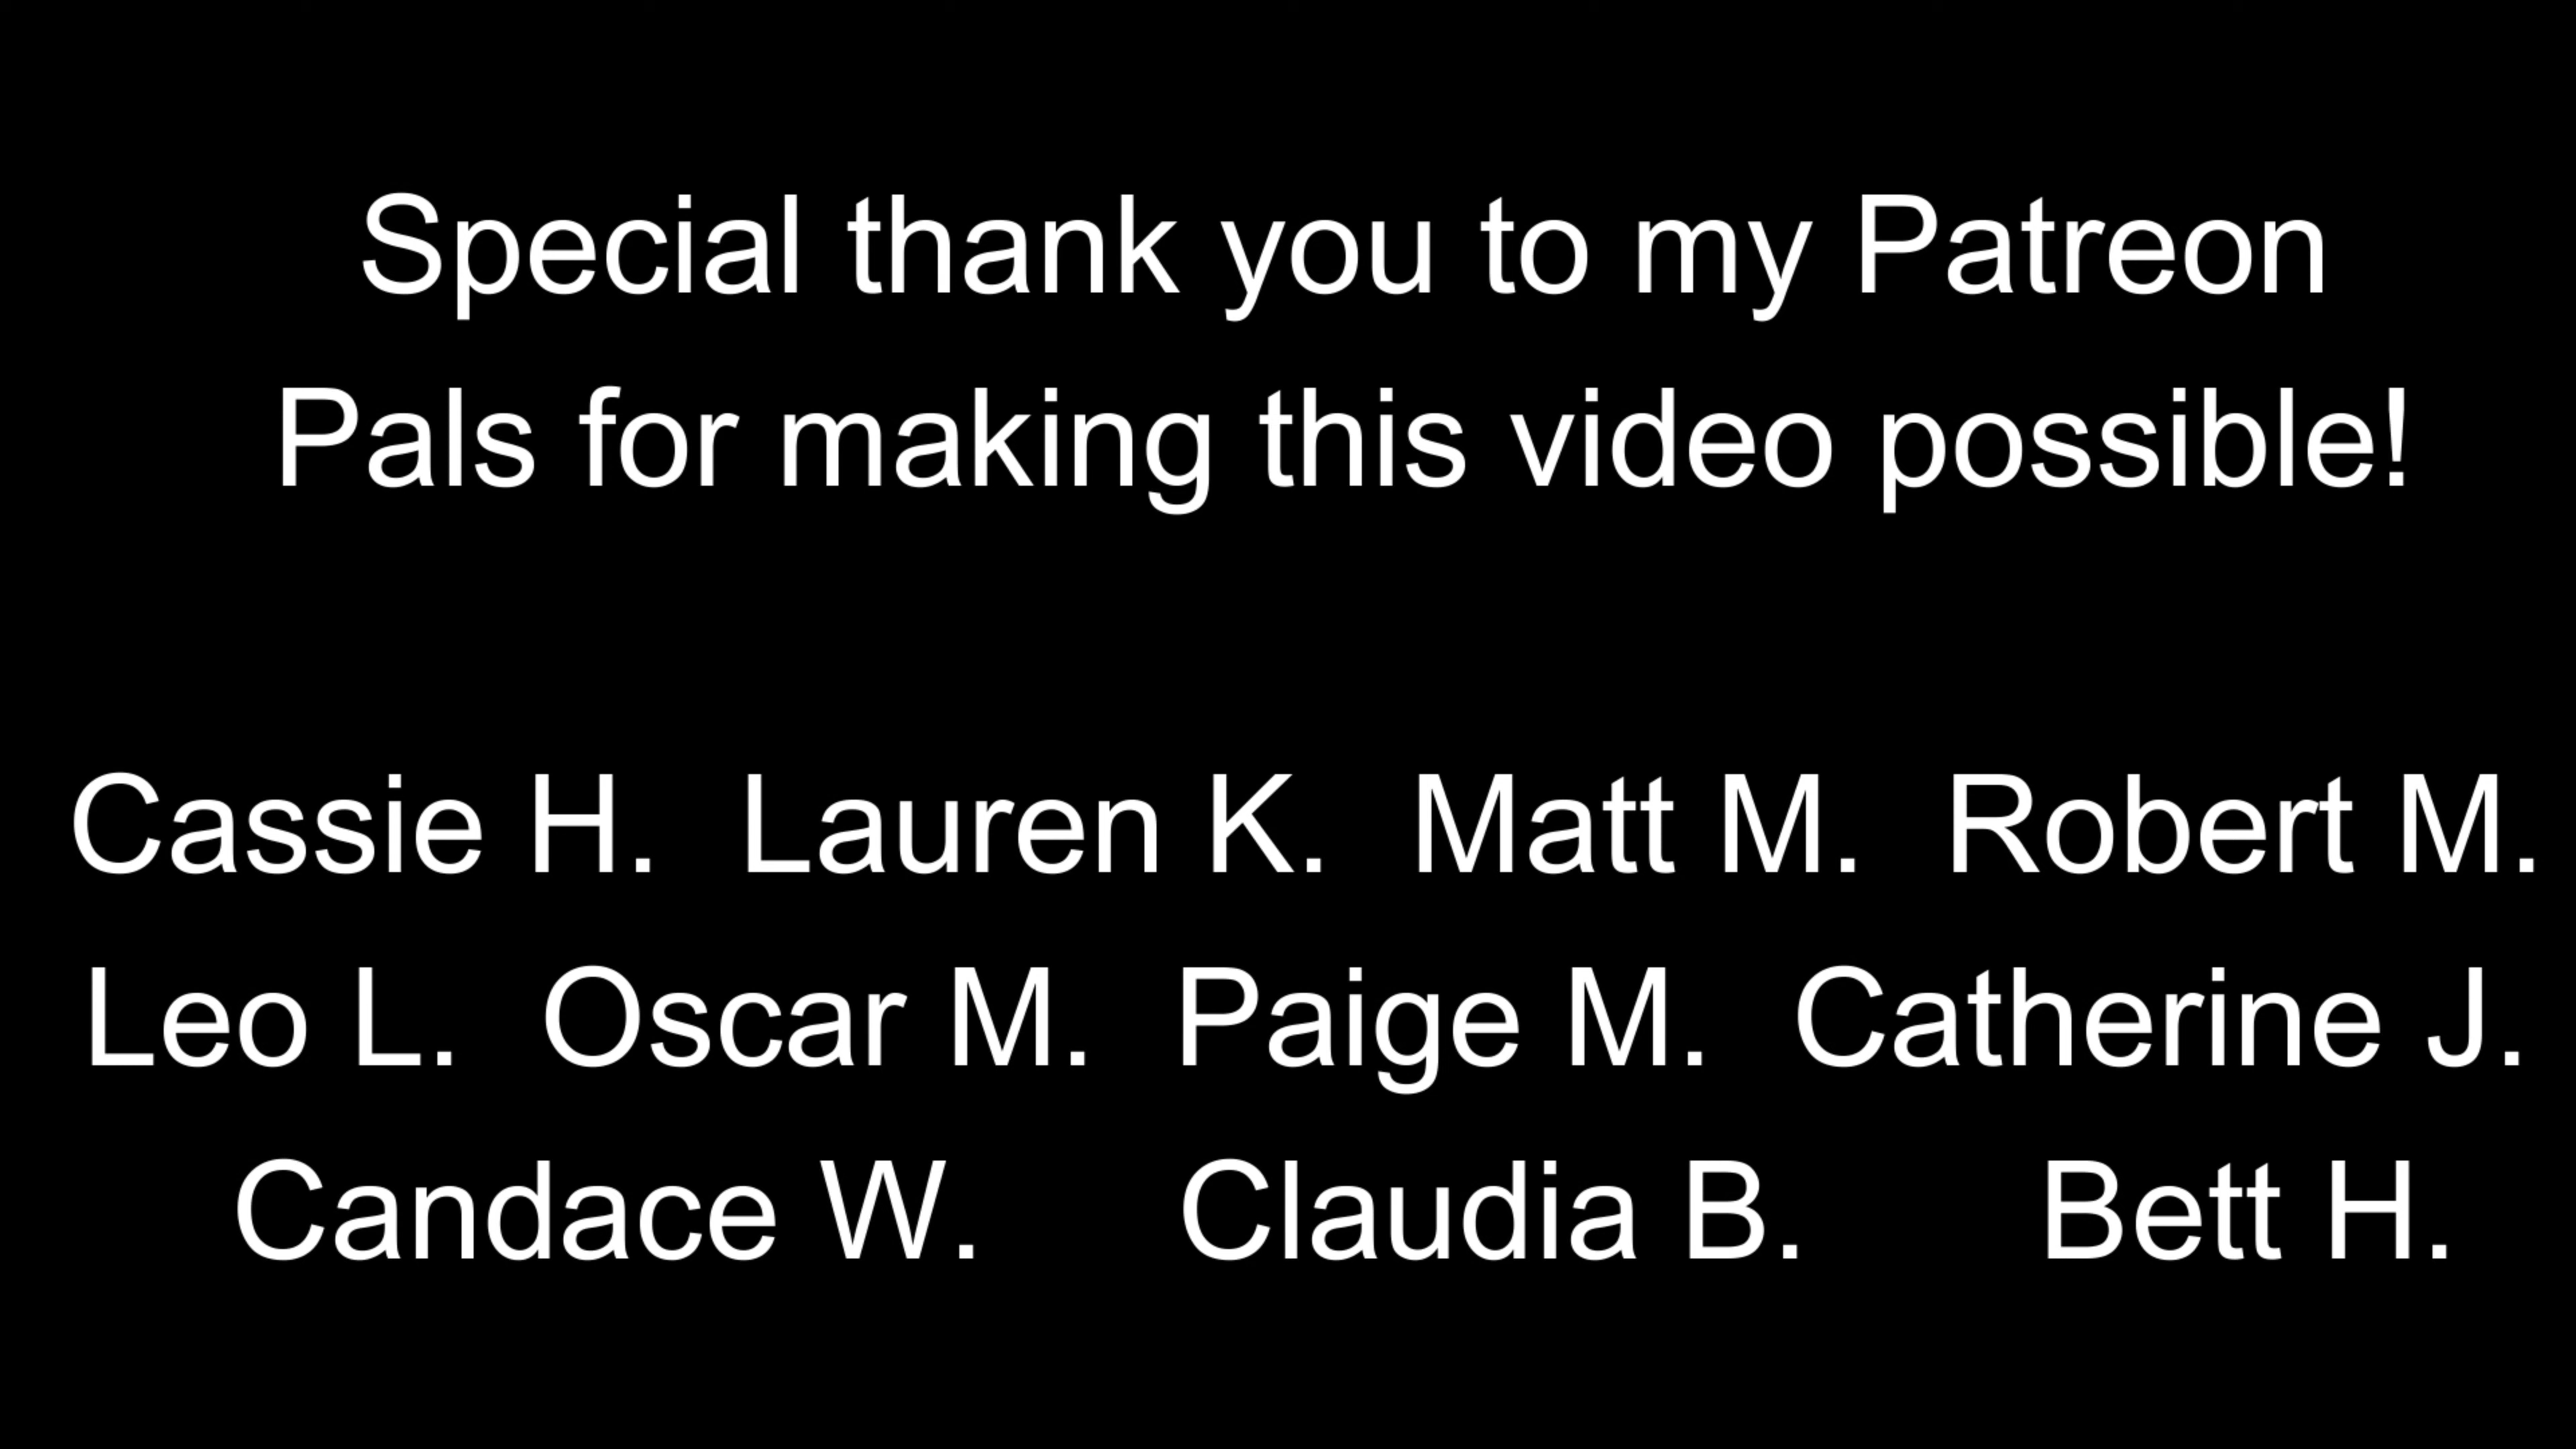 Special thank you to my Patreon
Pals for making this video possible!
Cassie H. Lauren K. Matt M. Robert M.
Leo L. Oscar M. Paige M. Catherine J.
Candace W. Claudia B. Bett H.